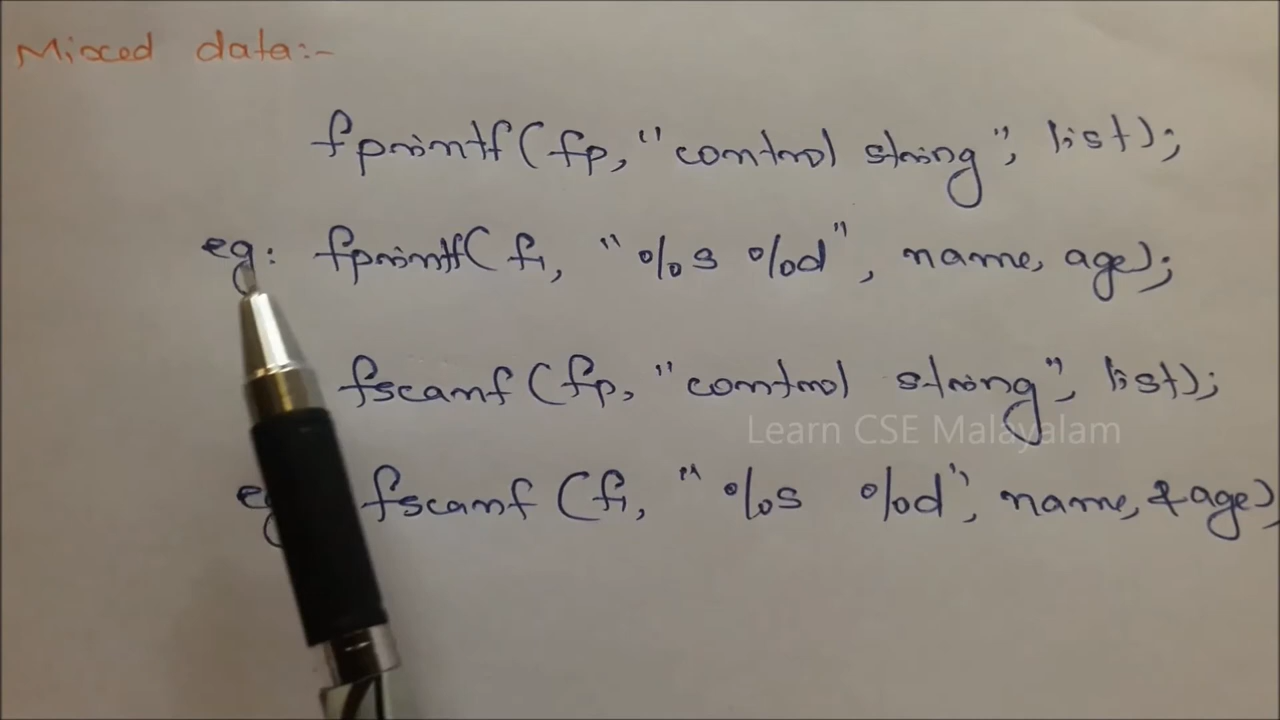 Mixed data:-
fprintf(fp, "control string", list);
eg: fprintf(f1, "%s %d", name, age);
fscanf (fp, "control string", list);
Learn CSE Malayalam
fscanf (f1, "%s %d", name, &age)